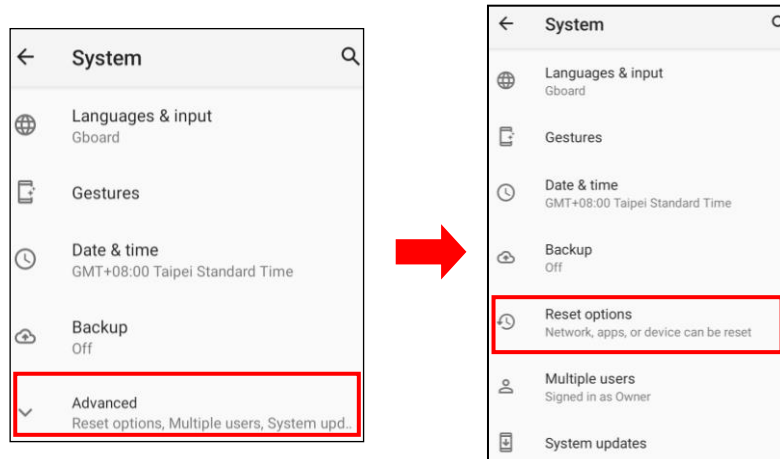 System
Languages & input
Gboard
Gestures
Date & time
GMT+08:00 Taipei Standard Time
Backup
Off
Advanced
Reset options, Multiple users, System upd..
System
Languages & input
Gboard
Gestures
Date & time
GMT+08:00 Taipei Standard Time
Backup
Off
Reset options
Network, apps, or device can be reset
Multiple users
Signed in as Owner
System updates